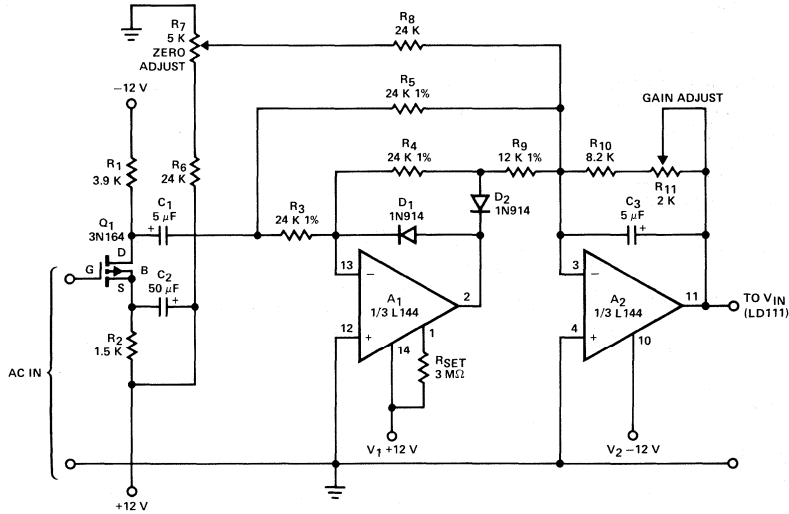 R7
5 K
ZERO
ADJUST
R8
24 K
−12 V
R5
24 K 1%
GAIN ADJUST
R1
3.9 K
R6
24 K
R4
24 K 1%
R9
12 K 1%
R10
8.2 K
R11
2 K
C1
5 μF
+
R3
24 K 1%
D1
1N914
D2
1N914
C3
5 μF
+
Q1
3N164
D
G
B
S
C2
50 μF
+
13
−
A1
1/3 L144
2
12
+
1
14
3
−
A2
1/3 L144
11
4
+
10
TO VIN
(LD111)
R2
1.5 K
RSET
3 MΩ
AC IN
V1 +12 V
V2 −12 V
+12 V